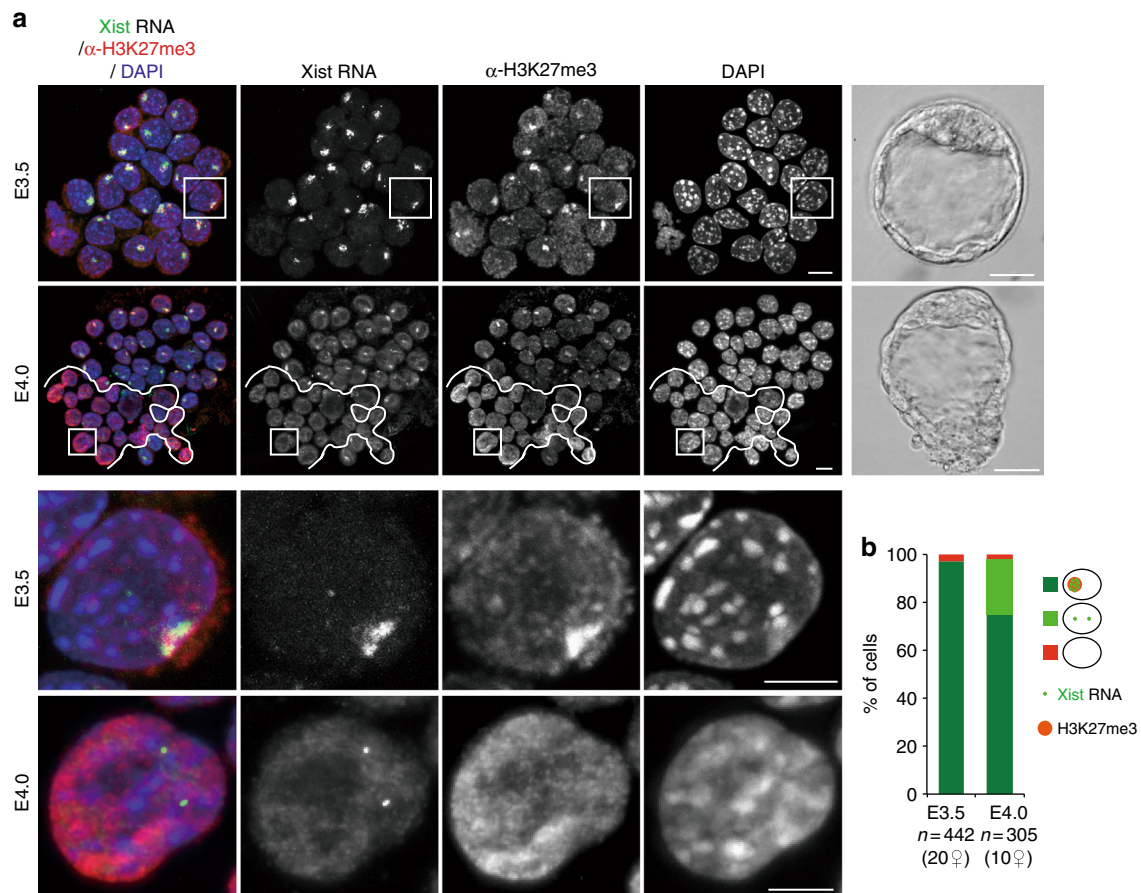 a
Xist RNA
/α-H3K27me3
/ DAPI
Xist RNA
α-H3K27me3
DAPI
E3.5
E4.0
E3.5
E4.0
b
100
80
60
40
20
0
% of cells
E3.5
n=442
(20♀)
E4.0
n=305
(10♀)
Xist RNA
H3K27me3